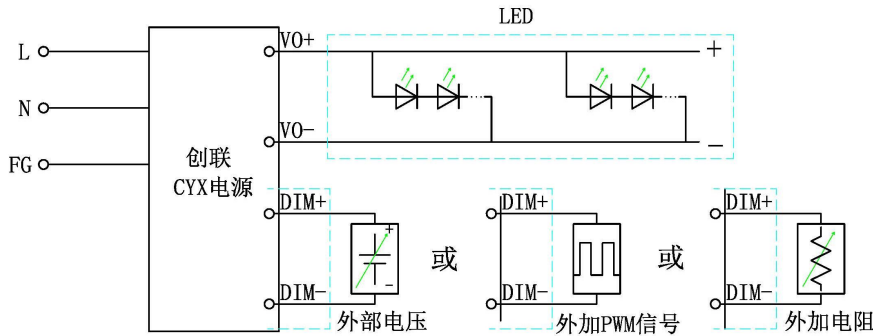 LED
L
VO+
+
N
VO-
-
FG
创联
CYX电源
DIM+
DIM+
DIM+
+
或
或
-
DIM-
DIM-
DIM-
外部电压
外加PWM信号
外加电阻